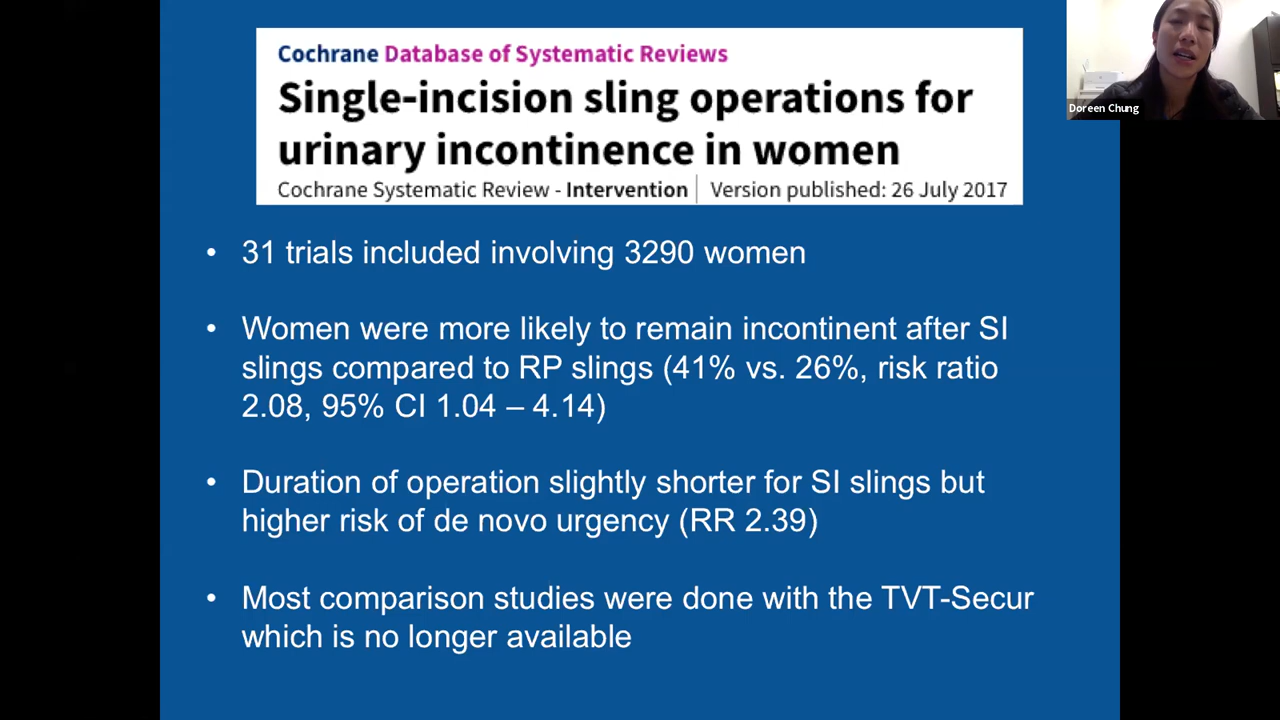 Cochrane Database of Systematic Reviews
Single-incision sling operations for
urinary incontinence in women
Cochrane Systematic Review - Intervention | Version published: 26 July 2017
Doreen Chung
• 31 trials included involving 3290 women
• Women were more likely to remain incontinent after SI
slings compared to RP slings (41% vs. 26%, risk ratio
2.08, 95% CI 1.04 – 4.14)
• Duration of operation slightly shorter for SI slings but
higher risk of de novo urgency (RR 2.39)
• Most comparison studies were done with the TVT-Secur
which is no longer available